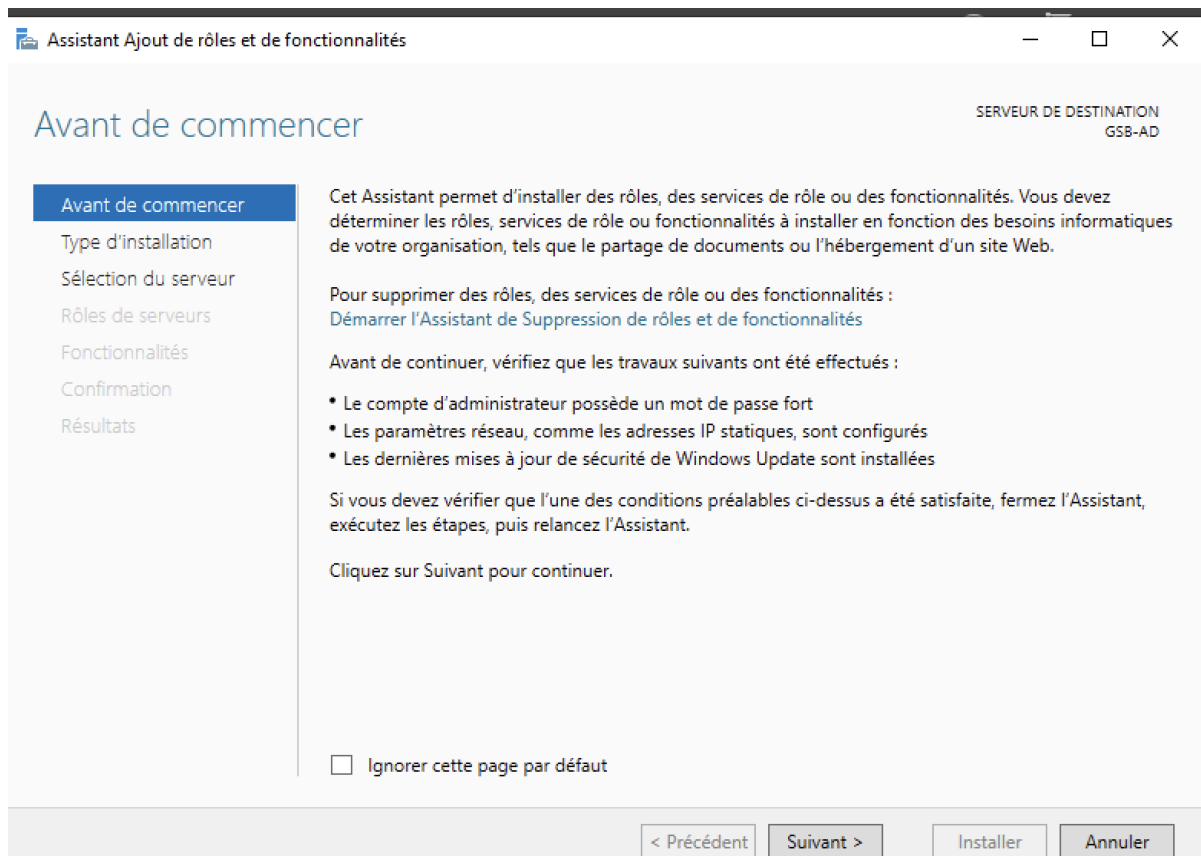 Assistant Ajout de rôles et de fonctionnalités
Avant de commencer
SERVEUR DE DESTINATION
GSB-AD
Avant de commencer
Type d'installation
Sélection du serveur
Rôles de serveurs
Fonctionnalités
Confirmation
Résultats
Cet Assistant permet d’installer des rôles, des services de rôle ou des fonctionnalités. Vous devez
déterminer les rôles, services de rôle ou fonctionnalités à installer en fonction des besoins informatiques
de votre organisation, tels que le partage de documents ou l’hébergement d’un site Web.
Pour supprimer des rôles, des services de rôle ou des fonctionnalités :
Démarrer l’Assistant de Suppression de rôles et de fonctionnalités
Avant de continuer, vérifiez que les travaux suivants ont été effectués :
• Le compte d’administrateur possède un mot de passe fort
• Les paramètres réseau, comme les adresses IP statiques, sont configurés
• Les dernières mises à jour de sécurité de Windows Update sont installées
Si vous devez vérifier que l’une des conditions préalables ci-dessus a été satisfaite, fermez l’Assistant,
exécutez les étapes, puis relancez l’Assistant.
Cliquez sur Suivant pour continuer.
Ignorer cette page par défaut
< Précédent
Suivant >
Installer
Annuler